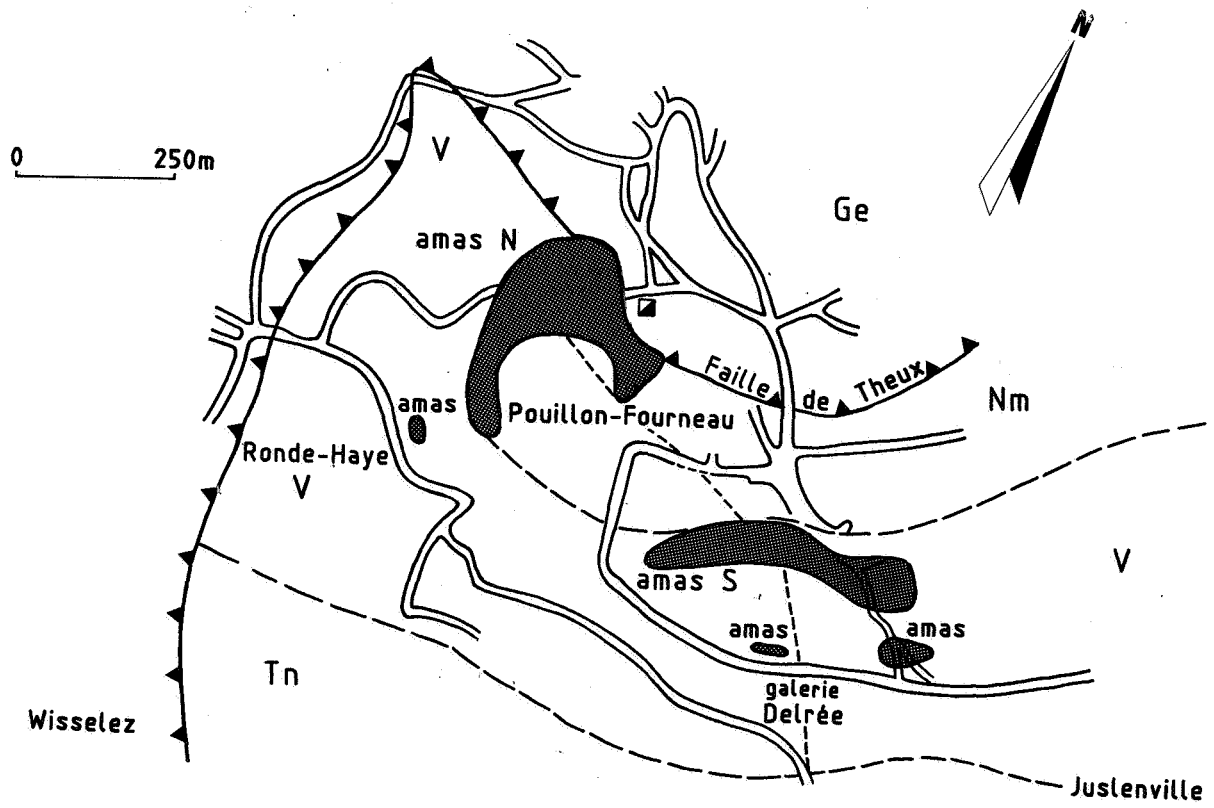 N
0 250m
V
Ge
amas N
Faille de Theux
Nm
amas
Pouillon-Fourneau
Ronde-Haye
V
V
amas S
amas
amas
Tn
galerie
Delrée
Wisselez
Juslenville